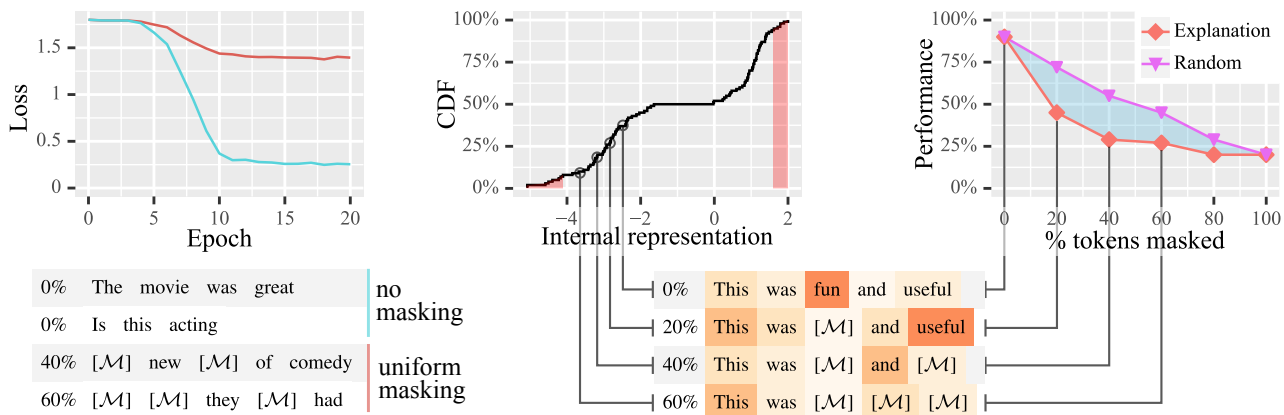 Loss
1.5
1
0.5
0
0 5 10 15 20
Epoch
CDF
100%
75%
50%
25%
0%
−4 −2 0 2
Internal representation
Performance
100%
75%
50%
25%
0%
0 20 40 60 80 100
% tokens masked
Explanation
Random
0% The movie was great
0% Is this acting
no
masking
40% [M] new [M] of comedy
60% [M] [M] they [M] had
uniform
masking
0% This was fun and useful
20% This was [M] and useful
40% This was [M] and [M]
60% This was [M] [M] [M]